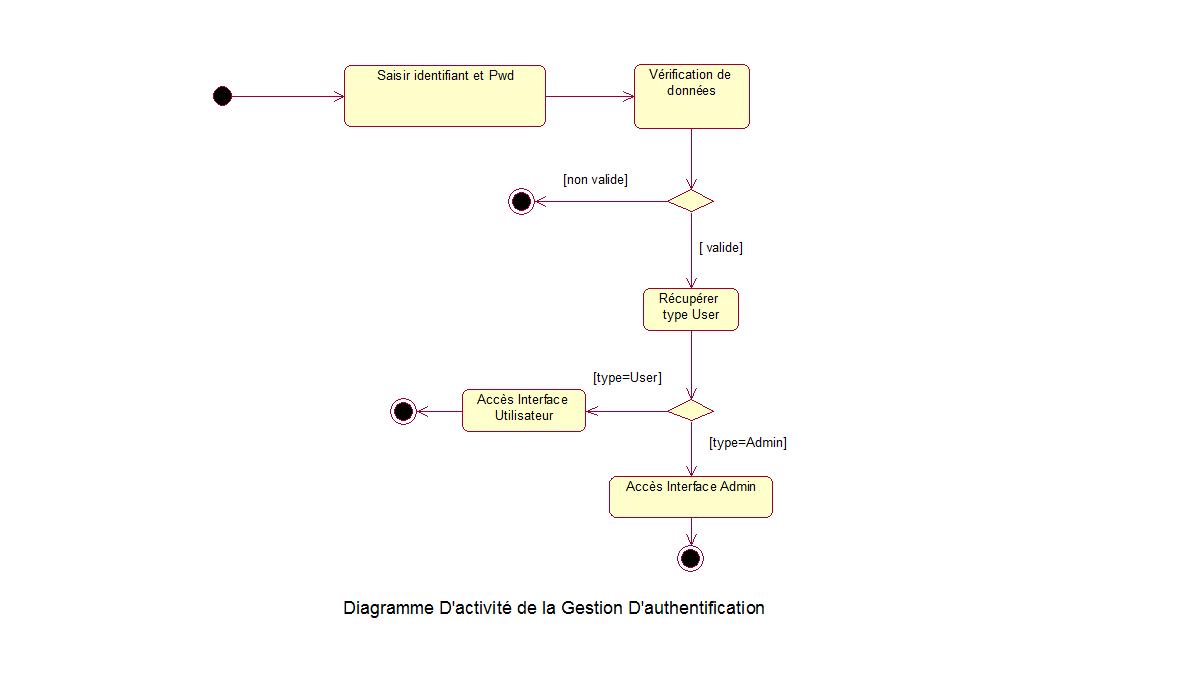 Saisir identifiant et Pwd
Vérification de
données
[non valide]
[ valide]
Récupérer
type User
[type=User]
Accès Interface
Utilisateur
[type=Admin]
Accès Interface Admin
Diagramme D'activité de la Gestion D'authentification